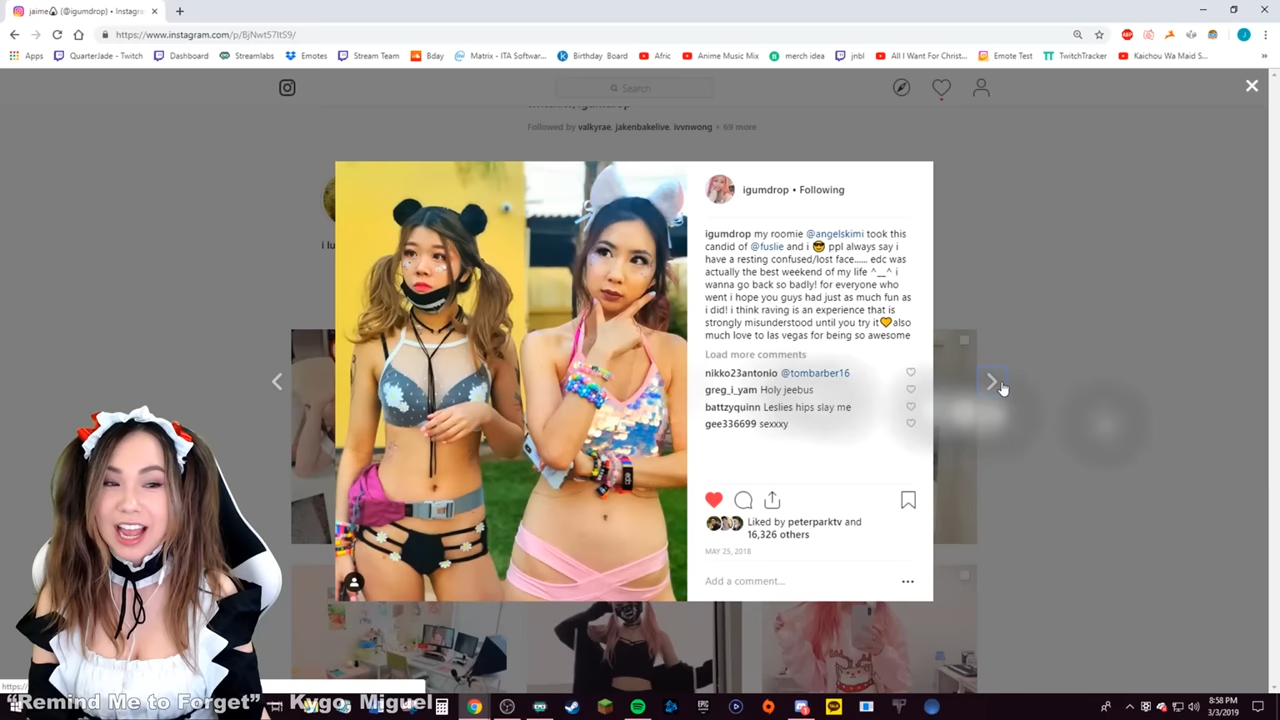 jaime (@igumdrop) • Instagr
https://www.instagram.com/p/BjNwt57ItS9/
Apps QuarterJade - Twitch Dashboard Streamlabs Emotes Stream Team Bday Matrix - ITA Softwar... Birthday Board Afric Anime Music Mix merch idea jnbl All I Want For Christ... Emote Test TwitchTracker Kaichou Wa Maid S...
Search
Followed by valkyrae, jakenbakelive, ivvnwong + 69 more
i lu
igumdrop • Following
igumdrop my roomie @angelskimi took this
candid of @fuslie and i 😎 ppl always say i
have a resting confused/lost face...... edc was
actually the best weekend of my life ^__^ i
wanna go back so badly! for everyone who
went i hope you guys had just as much fun as
i did! i think raving is an experience that is
strongly misunderstood until you try it💛also
much love to las vegas for being so awesome
Load more comments
nikko23antonio @tombarber16
greg_i_yam Holy jeebus
battzyquinn Leslies hips slay me
gee336699 sexxxy
Liked by peterparktv and
16,326 others
MAY 25, 2018
Add a comment...
https:/
"Remind Me to Forget" - Kygo, Miguel
8:58 PM
3/3/2019